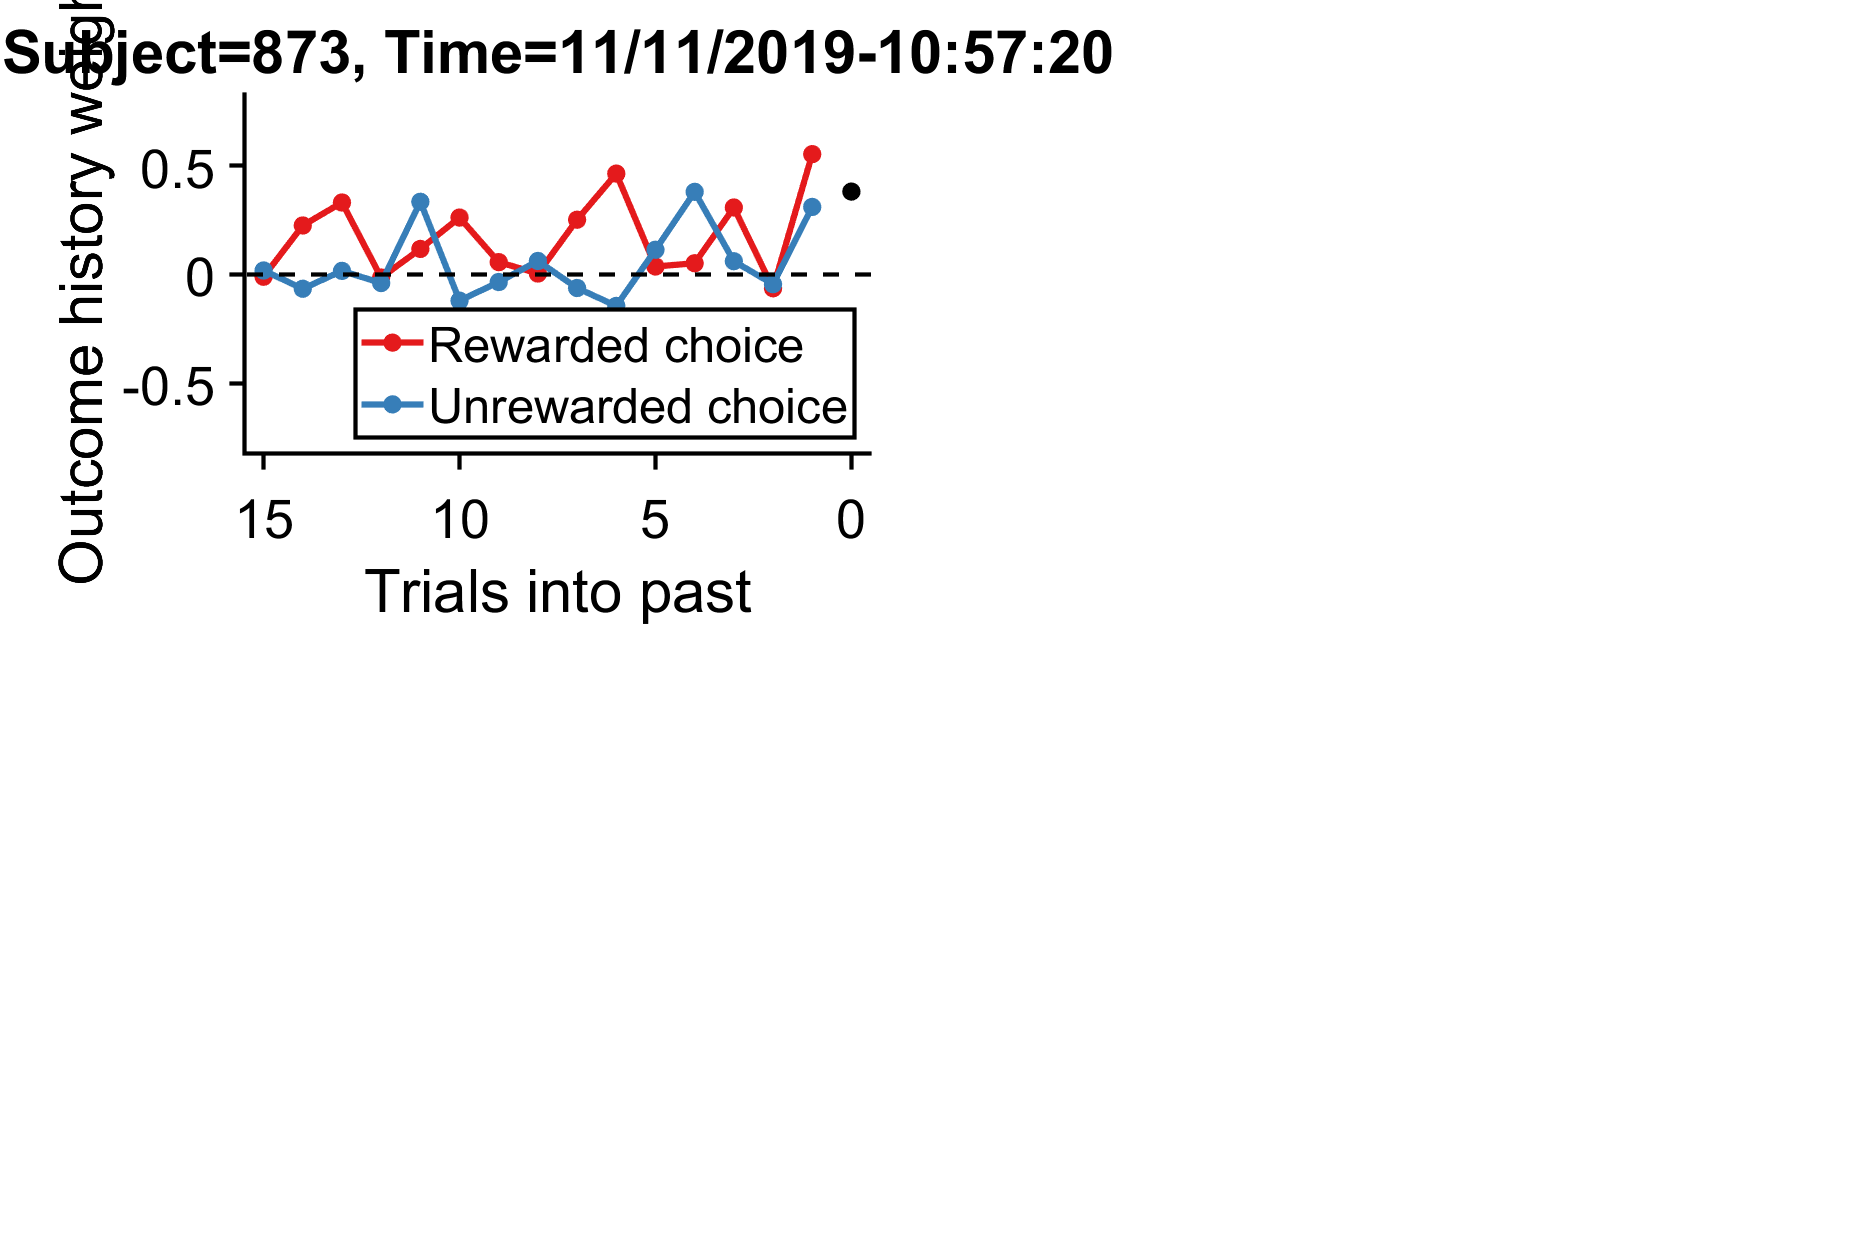 Subject=873, Time=11/11/2019-10:57:20
Outcome history
0.5
0
-0.5
Rewarded choice
Unrewarded choice
15 10 5 0
Trials into past